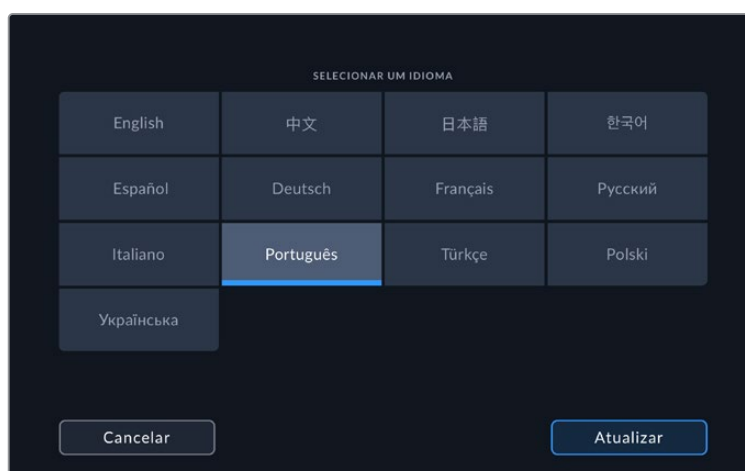 SELECIONAR UM IDIOMA
English 中文 日本語 한국어
Español Deutsch Français Русский
Italiano Português Türkçe Polski
Українська
Cancelar Atualizar